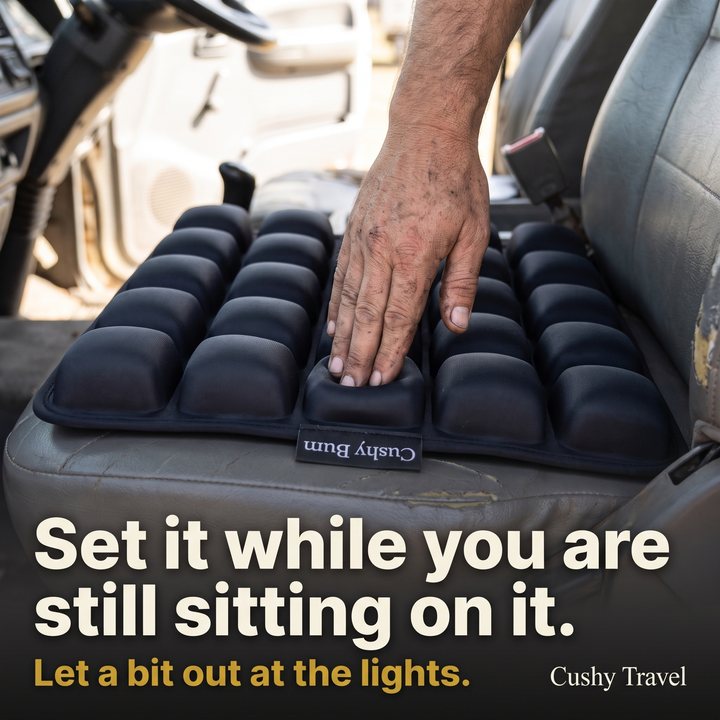 Cushy Bum
Set it while you are
still sitting on it.
Let a bit out at the lights.
Cushy Travel